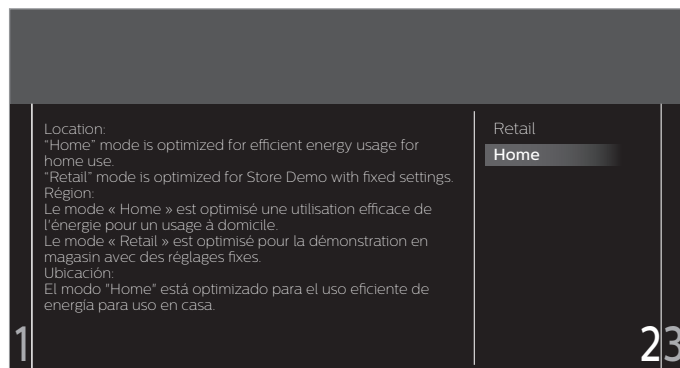 Location:
“Home” mode is optimized for efficient energy usage for
home use.
“Retail” mode is optimized for Store Demo with fixed settings.
Région:
Le mode « Home » est optimisé une utilisation efficace de
l'énergie pour un usage à domicile.
Le mode « Retail » est optimisé pour la démonstration en
magasin avec des réglages fixes.
Ubicación:
El modo "Home" está optimizado para el uso eficiente de
energía para uso en casa.
Retail
Home
1
2
3